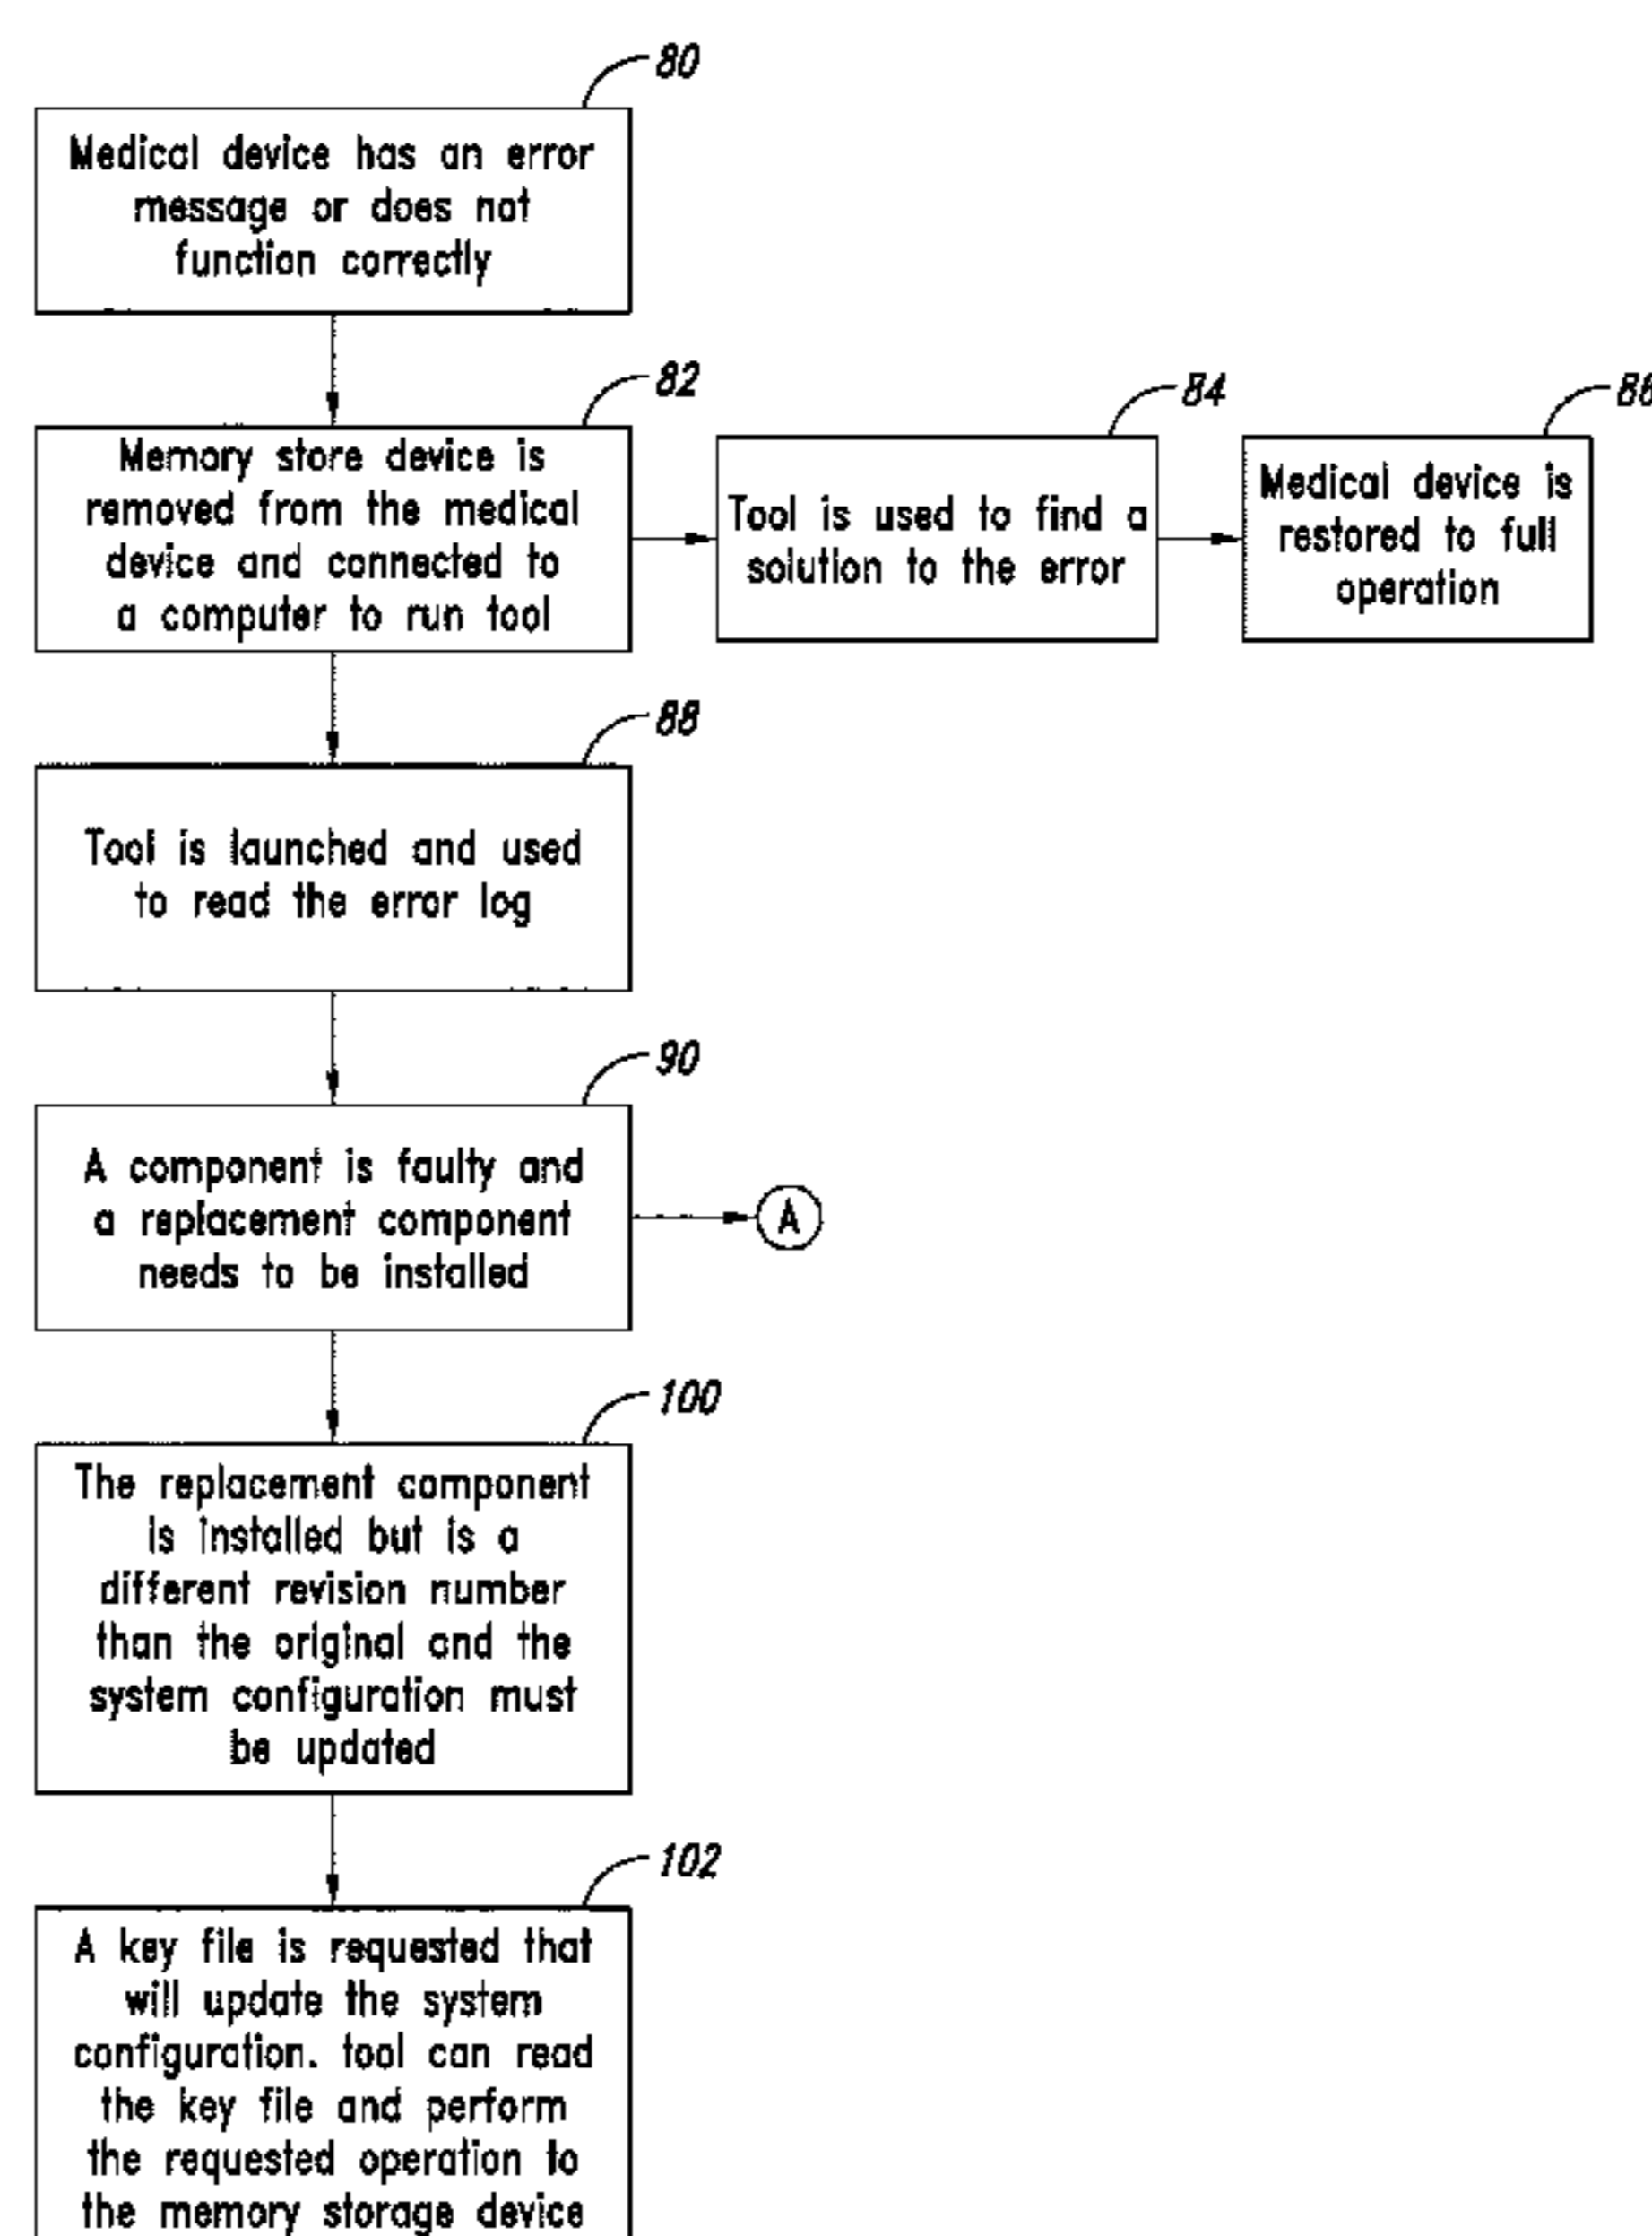 80
Medical device has an error
message or does not
function correctly
82
Memory store device is
removed from the medical
device and connected to
a computer to run tool
84
Tool is used to find a
solution to the error
Medical device is
restored to full
operation
88
Tool is launched and used
to read the error log
90
A component is faulty and
a replacement component
needs to be installed
A
100
The replacement component
is installed but is a
different revision number
than the original and the
system configuration must
be updated
102
A key file is requested that
will update the system
configuration. tool can read
the key file and perform
the requested operation to
the memory storage device